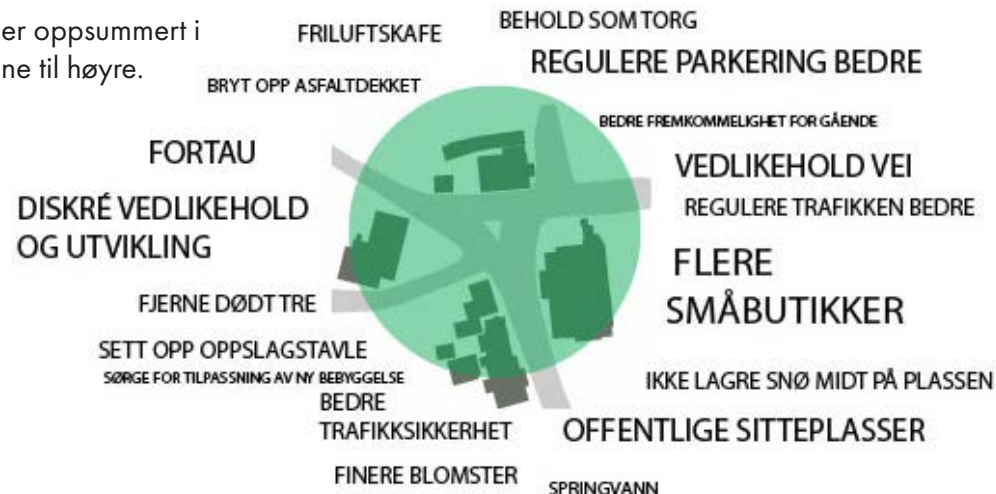 er oppsummert i
ne til høyre.
FRILUFTSKAFE
BEHOLD SOM TORG
REGULERE PARKERING BEDRE
BRYT OPP ASFALTDEKKET
BEDRE FREMKOMMELIGHET FOR GÅENDE
FORTAU
VEDLIKEHOLD VEI
DISKRÉ VEDLIKEHOLD
OG UTVIKLING
REGULERE TRAFIKKEN BEDRE
FLERE
SMÅBUTIKKER
FJERNE DØDT TRE
SETT OPP OPPSLAGSTAVLE
SØRGE FOR TILPASSNING AV NY BEBYGGELSE
IKKE LAGRE SNØ MIDT PÅ PLASSEN
BEDRE
TRAFIKKSIKKERHET
OFFENTLIGE SITTEPLASSER
FINERE BLOMSTER
SPRINGVANN